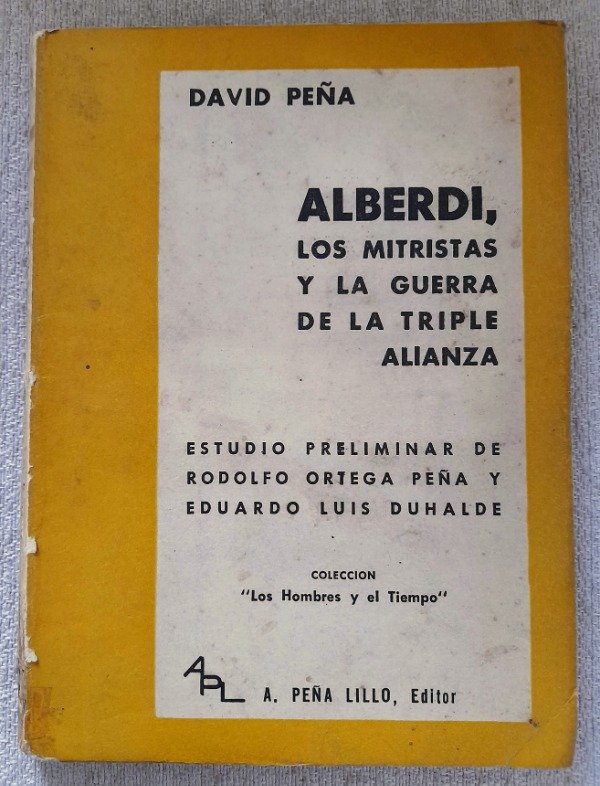 DAVID PEÑA
ALBERDI,
LOS MITRISTAS
Y LA GUERRA
DE LA TRIPLE
ALIANZA
ESTUDIO PRELIMINAR DE
RODOLFO ORTEGA PEÑA Y
EDUARDO LUIS DUHALDE
COLECCION
"Los Hombres y el Tiempo"
APL A. PEÑA LILLO, Editor